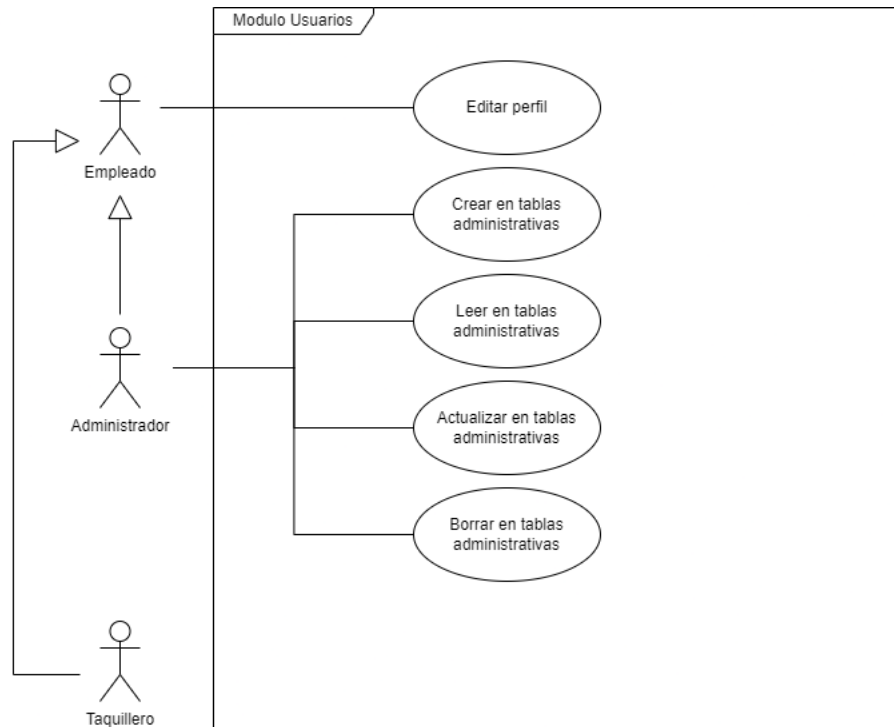 Modulo Usuarios
Editar perfil
Empleado
Crear en tablas
administrativas
Leer en tablas
administrativas
Administrador
Actualizar en tablas
administrativas
Borrar en tablas
administrativas
Taquillero